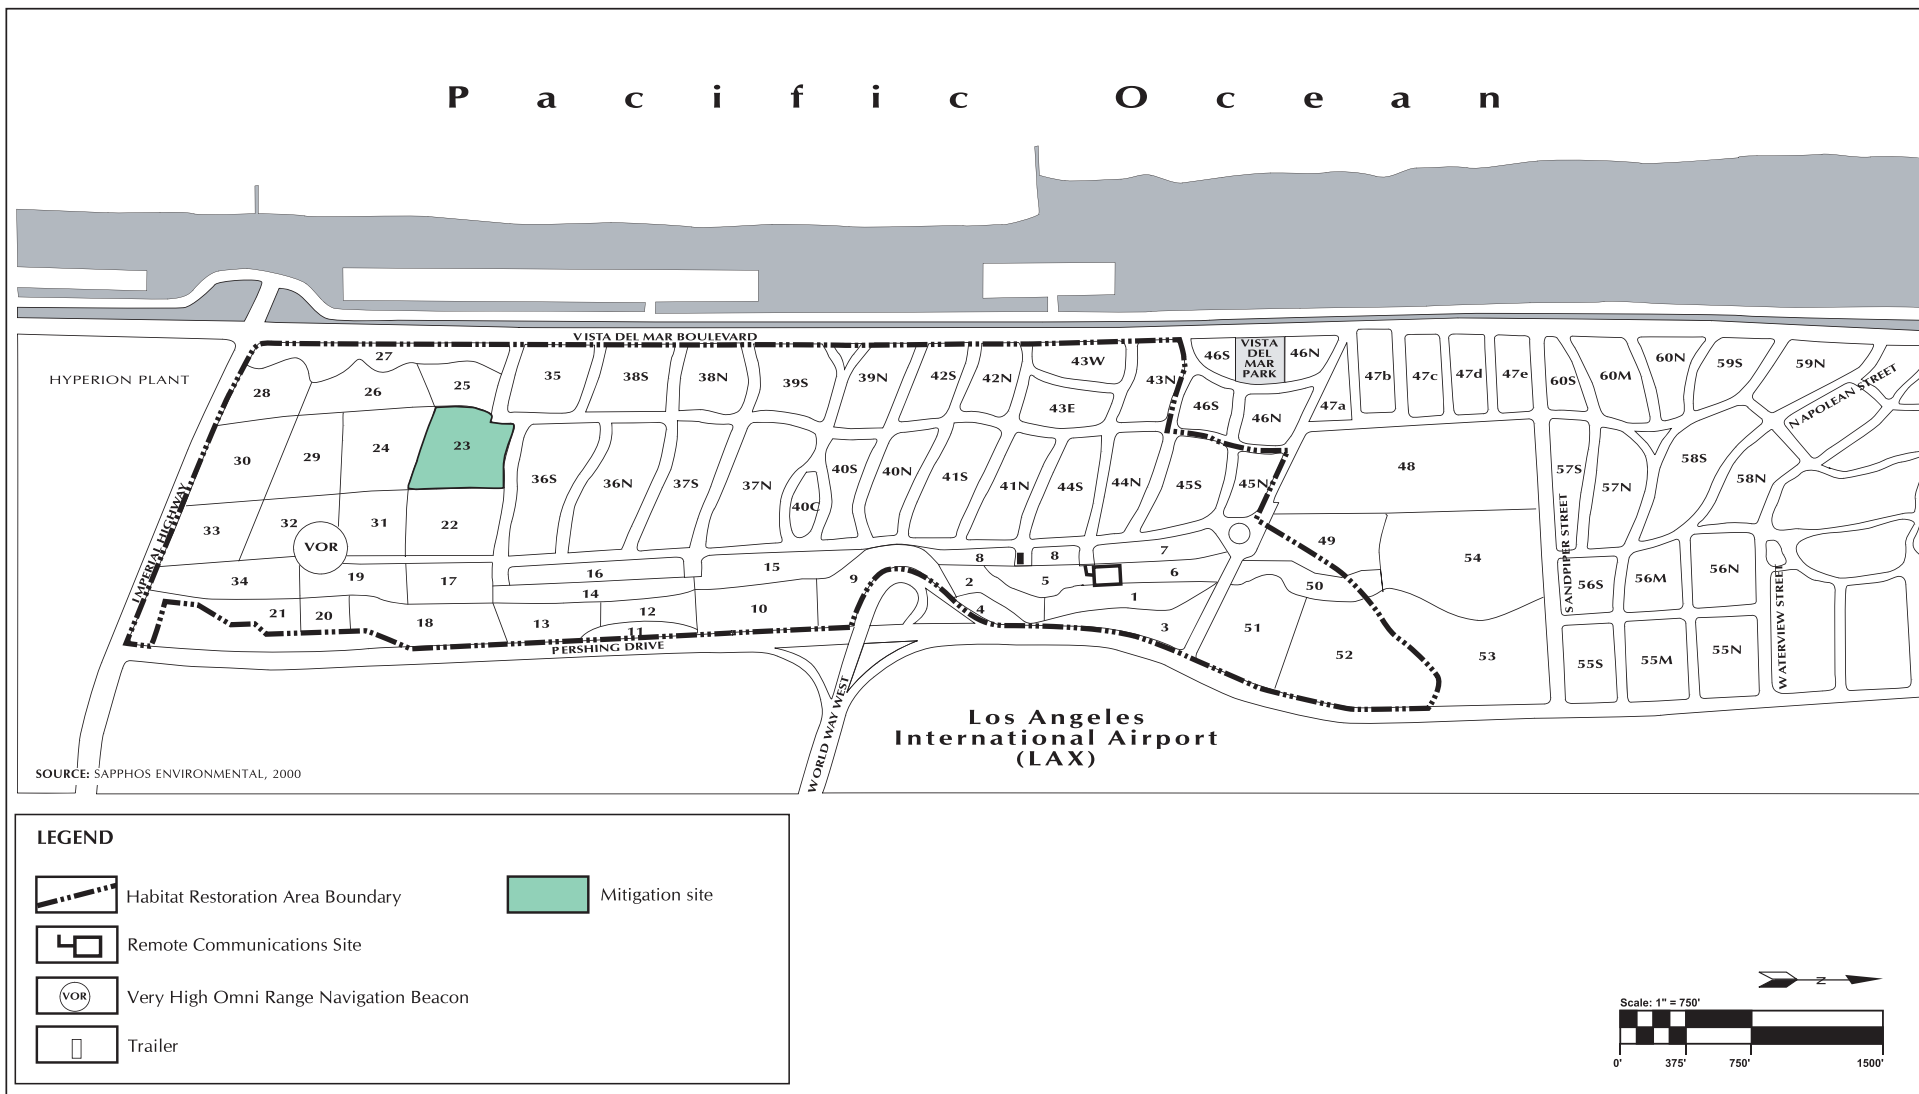 Pacific Ocean
VISTA DEL MAR BOULEVARD
HYPERION PLANT
IMPERIAL HIGHWAY
27
28
26
25
30
29
24
23
33
32
31
22
VOR
34
19
17
21
20
18
35
38S
38N
39S
39N
42S
42N
43W
43E
43N
46S
VISTA
DEL
MAR
PARK
46N
46S
46N
47a
47b
47c
47d
47e
60S
60M
60N
59S
59N
NAPOLEAN STREET
36S
36N
37S
37N
40C
40S
40N
41S
41N
44S
44N
45S
45N
48
57S
57N
58S
58N
SANDPIPER STREET
WATERVIEW STREET
16
15
14
13
12
11
10
9
8
8
7
2
5
6
4
1
3
49
50
54
51
52
53
56S
56M
56N
55S
55M
55N
PERSHING DRIVE
WORLD WAY WEST
Los Angeles
International Airport
(LAX)
SOURCE: SAPPHOS ENVIRONMENTAL, 2000
LEGEND
Habitat Restoration Area Boundary
Mitigation site
Remote Communications Site
VOR
Very High Omni Range Navigation Beacon
Trailer
N
Scale: 1" = 750'
0' 375' 750' 1500'